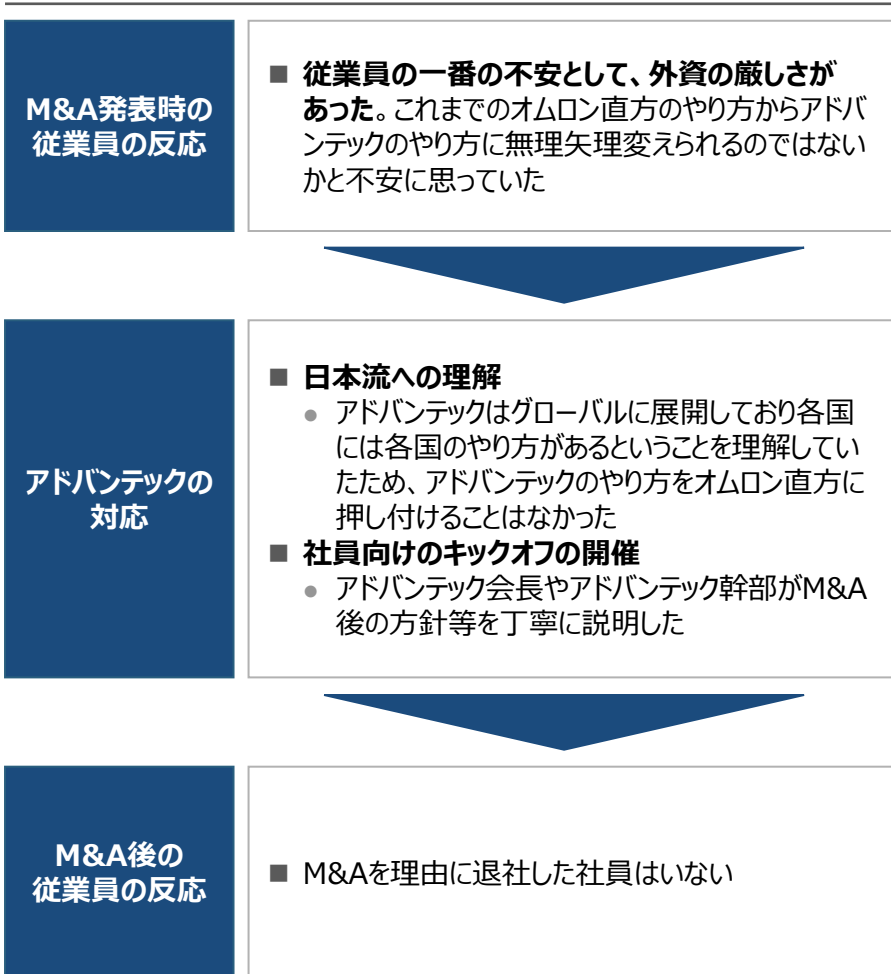 M&A発表時の
従業員の反応
■ 従業員の一番の不安として、外資の厳しさが
あった。これまでのオムロン直方のやり方からアドバ
ンテックのやり方に無理矢理変えられるのではない
かと不安に思っていた
アドバンテックの
対応
■ 日本流への理解
● アドバンテックはグローバルに展開しており各国
には各国のやり方があるということを理解してい
たため、アドバンテックのやり方をオムロン直方に
押し付けることはなかった
■ 社員向けのキックオフの開催
● アドバンテック会長やアドバンテック幹部がM&A
後の方針等を丁寧に説明した
M&A後の
従業員の反応
■ M&Aを理由に退社した社員はいない